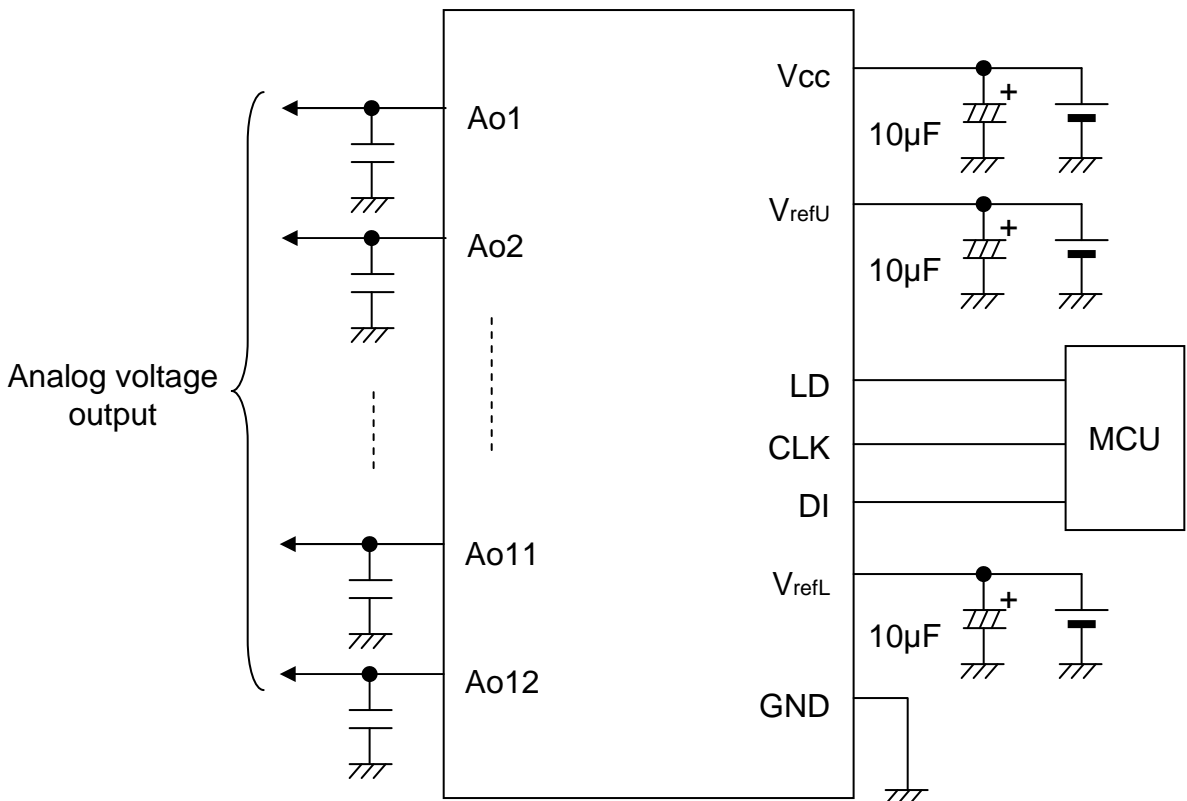 Analog voltage
output
Ao1
Ao2
Ao11
Ao12
Vcc
10µF
+
VrefU
10µF
+
LD
CLK
DI
MCU
VrefL
10µF
+
GND